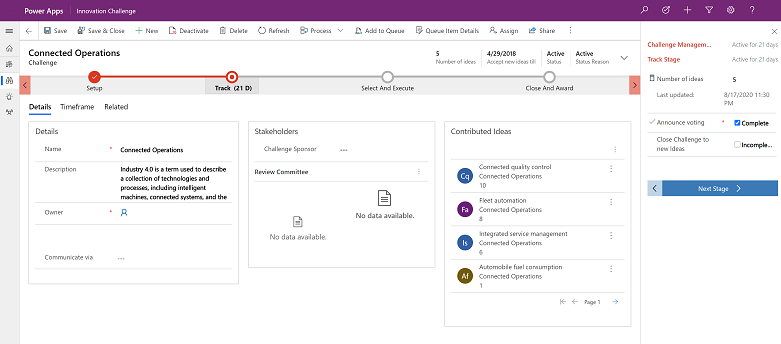 Power Apps Innovation Challenge
Save Save & Close New Deactivate Delete Refresh Process Add to Queue Queue Item Details Assign Share
Connected Operations
Challenge
5
Number of ideas
4/29/2018
Accept new ideas till
Active
Status
Active
Status Reason
Setup
Track (21 D)
Select And Execute
Close And Award
Details Timeframe Related
Details
Name * Connected Operations
Description
Industry 4.0 is a term used to describe
a collection of technologies and
processes, including intelligent
machines, connected systems, and the
Owner *
Communicate via ---
Stakeholders
Challenge Sponsor ---
Review Committee
No data available.
No data available.
Contributed Ideas
Cq
Connected quality control
Connected Operations
10
Fa
Fleet automation
Connected Operations
8
Is
Integrated service management
Connected Operations
6
Af
Automobile fuel consumption
Connected Operations
1
Page 1
Challenge Managem... Active for 21 days
Track Stage Active for 21 days
Number of ideas 5
Last updated: 8/17/2020 11:30
PM
Announce voting * Complete
Close Challenge to
new Ideas
Incomple...
Next Stage